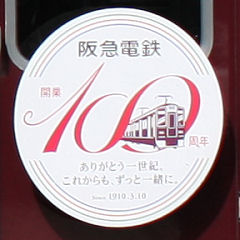 阪急電鉄
開業 100 周年
ありがとう一世紀。
これからも、ずっと一緒に。
Since 1910.3.10